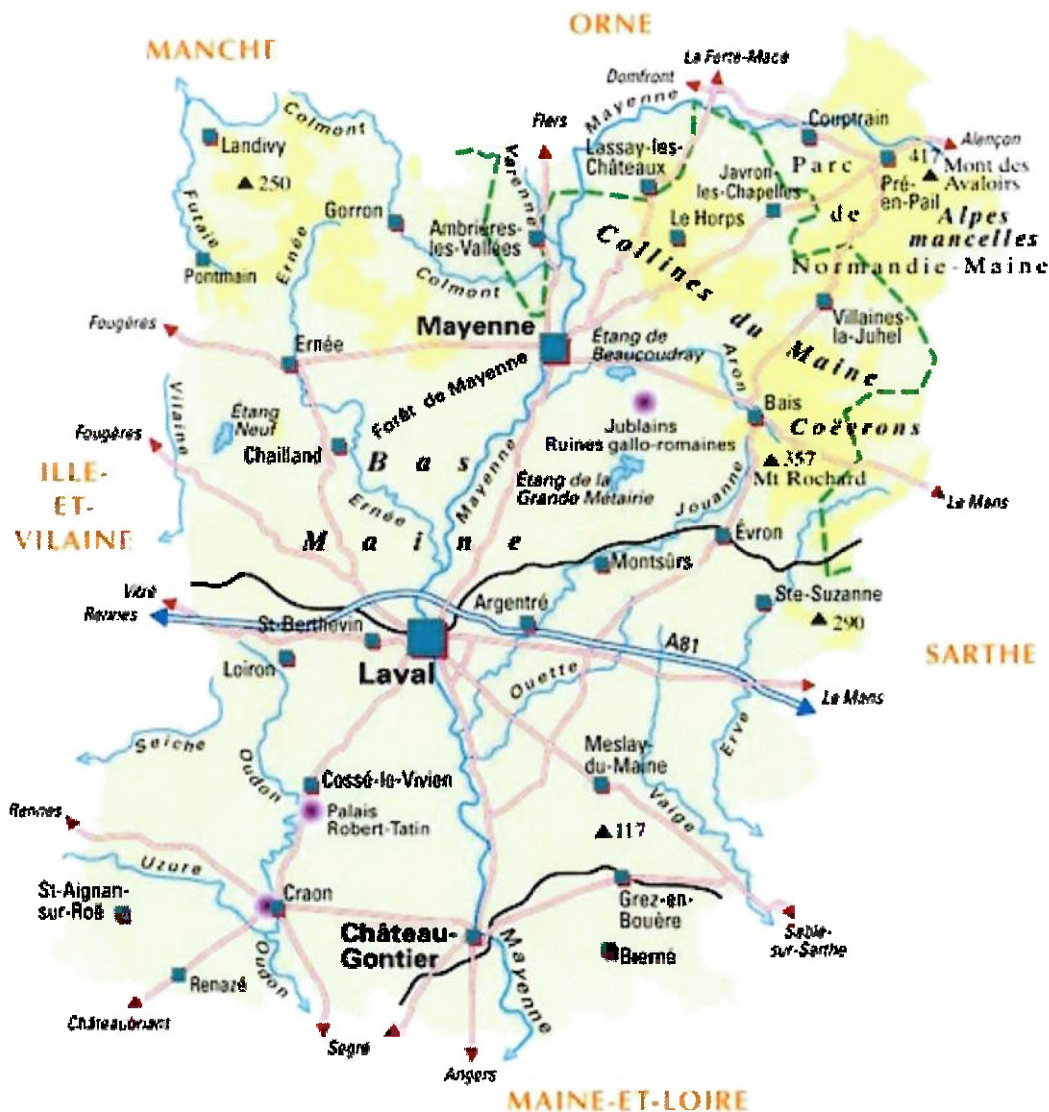 ORNE
MANCHE
La Ferté-Macé
Domfront
Mayenne
Colmont
Flers
Couptrain
Alençon
Landivy
Varenne
Lassay-les-
Châteaux
Parc
417
Mont des
Avaloirs
250
Javron
les-Chapelles
Pré-
en-Pail
Futaie
Gorron
Ambrières-
les-Vallées
Le Horps
de
Alpes
mancelles
Ernée
Collines
Pontmain
Colmont
Normandie-Maine
Fougères
Mayenne
Étang de
Beaucoudray
du
Villaines-
la-Juhel
Ernée
Maine
Aron
Forêt de Mayenne
Vilaine
Étang
Neuf
Bais
Jublains
Ruines gallo-romaines
Coëvrons
Fougères
Chailland
Bas
357
Mt Rochard
ILLE-
ET-
VILAINE
Mayenne
Étang de la
Grande Métairie
Jouanne
Le Mans
Ernée
Maine
Évron
Montsûrs
Vitré
Rennes
Argentré
Ste-Suzanne
290
St-Berthevin
A81
SARTHE
Loiron
Laval
Ouette
Le Mans
Seiche
Erve
Oudon
Meslay-
du-Maine
Cossé-le-Vivien
Vaige
Rennes
Palais
Robert-Tatin
117
Uzure
St-Aignan-
sur-Roë
Craon
Grez-en-
Bouère
Château-
Gontier
Sablé-
sur-Sarthe
Oudon
Mayenne
Bierné
Renazé
Châteaubriant
Segré
Angers
MAINE-ET-LOIRE